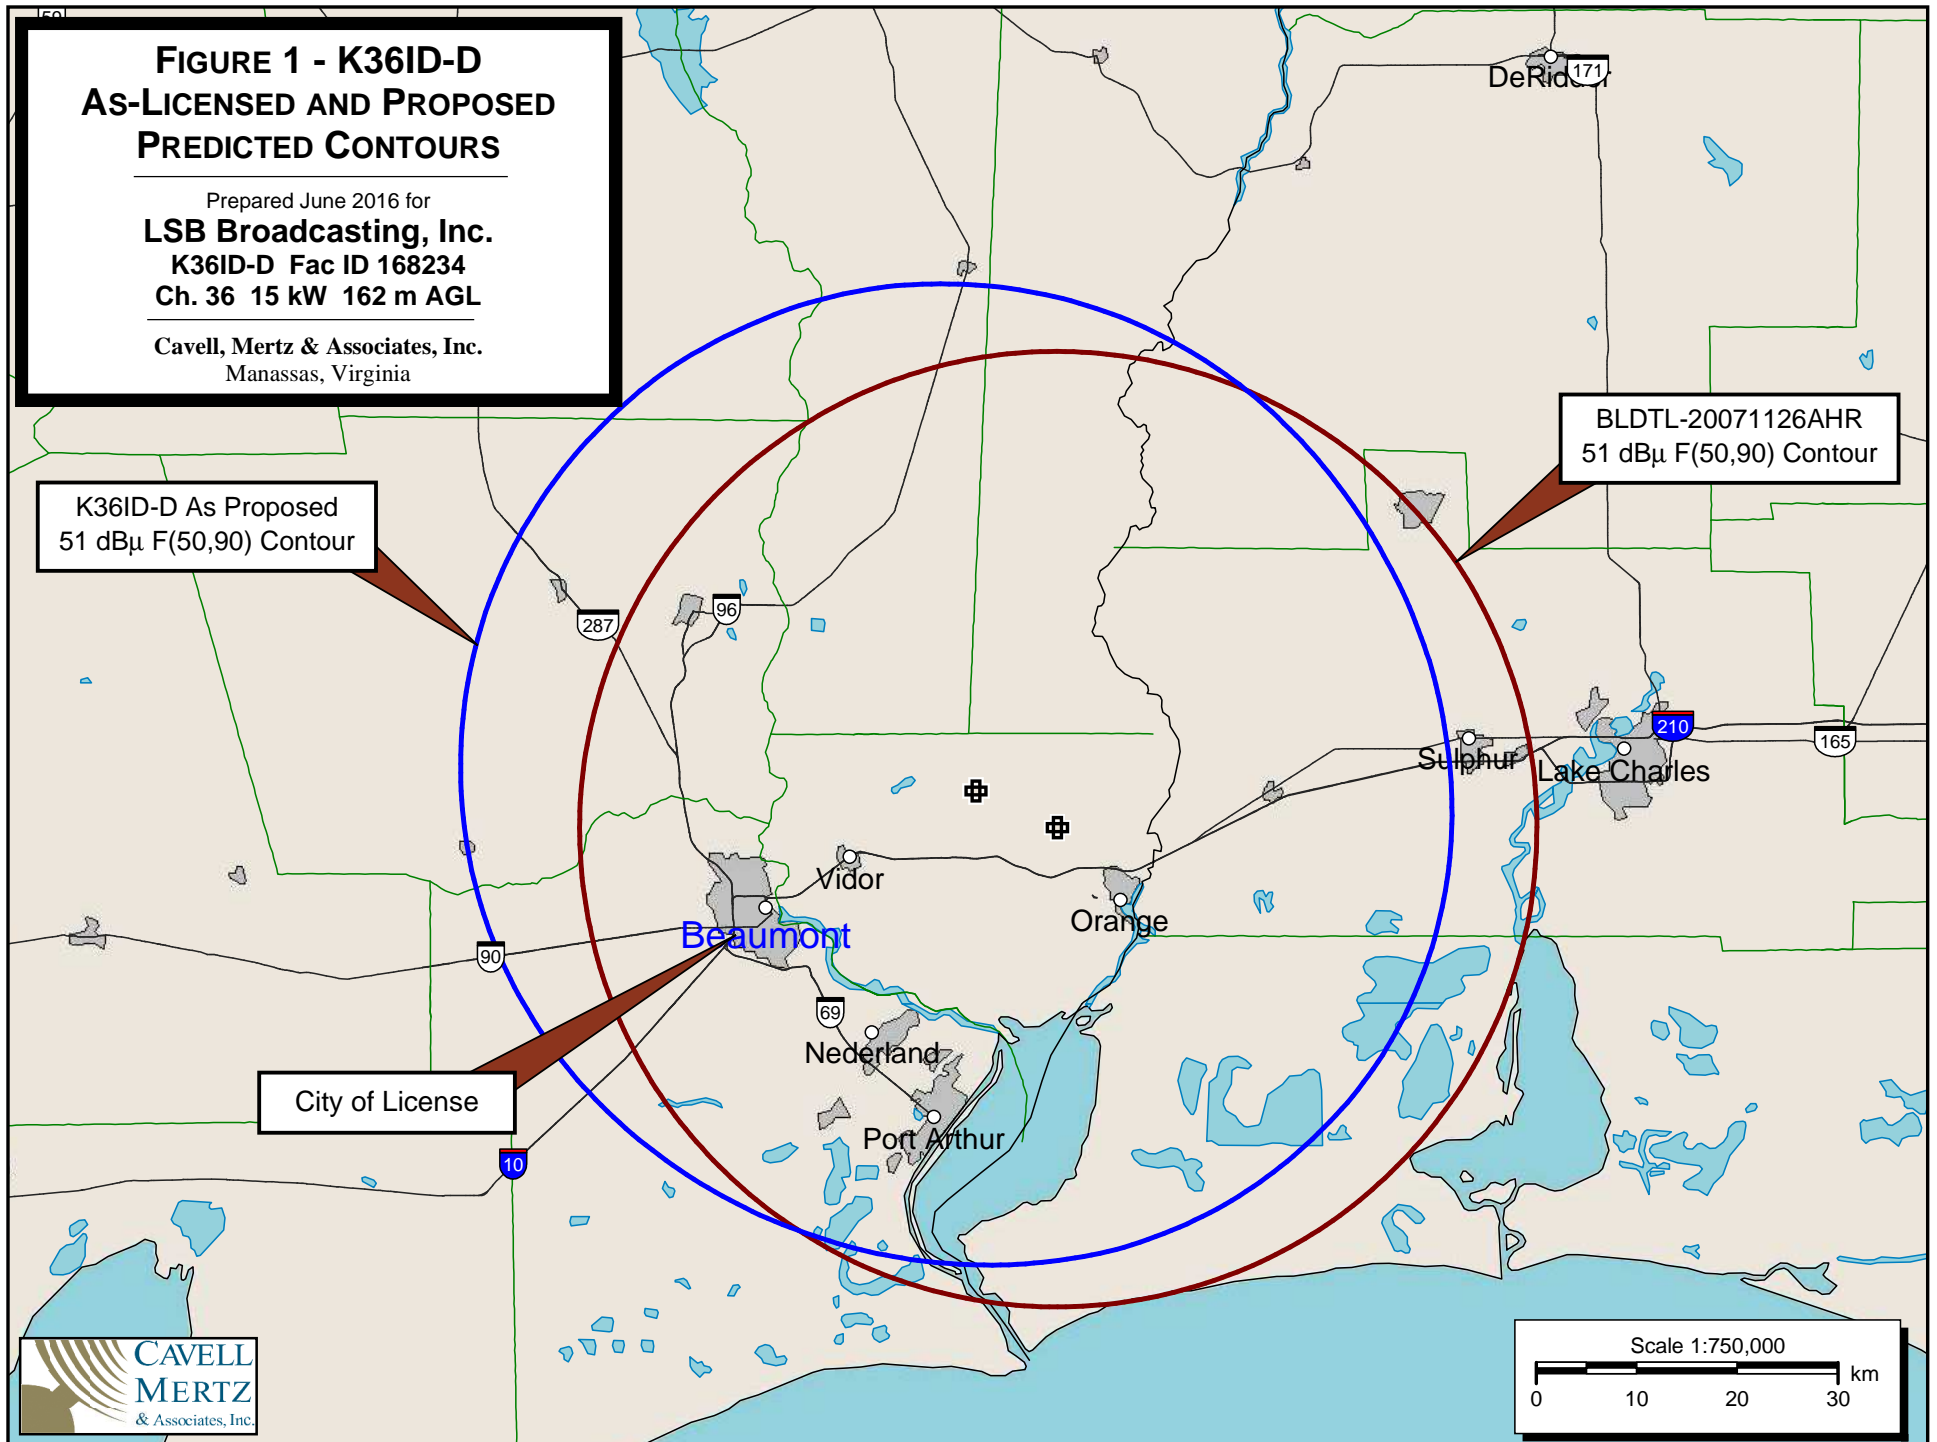 59
FIGURE 1 - K36ID-D
AS-LICENSED AND PROPOSED
PREDICTED CONTOURS
Prepared June 2016 for
LSB Broadcasting, Inc.
K36ID-D Fac ID 168234
Ch. 36 15 kW 162 m AGL
Cavell, Mertz & Associates, Inc.
Manassas, Virginia
DeRidder
171
BLDTL-20071126AHR
51 dBμ F(50,90) Contour
K36ID-D As Proposed
51 dBμ F(50,90) Contour
287
96
210
165
Sulphur
Lake Charles
Vidor
Orange
Beaumont
90
69
Nederland
City of License
Port Arthur
10
CAVELL
MERTZ
& Associates, Inc.
Scale 1:750,000
km
0 10 20 30